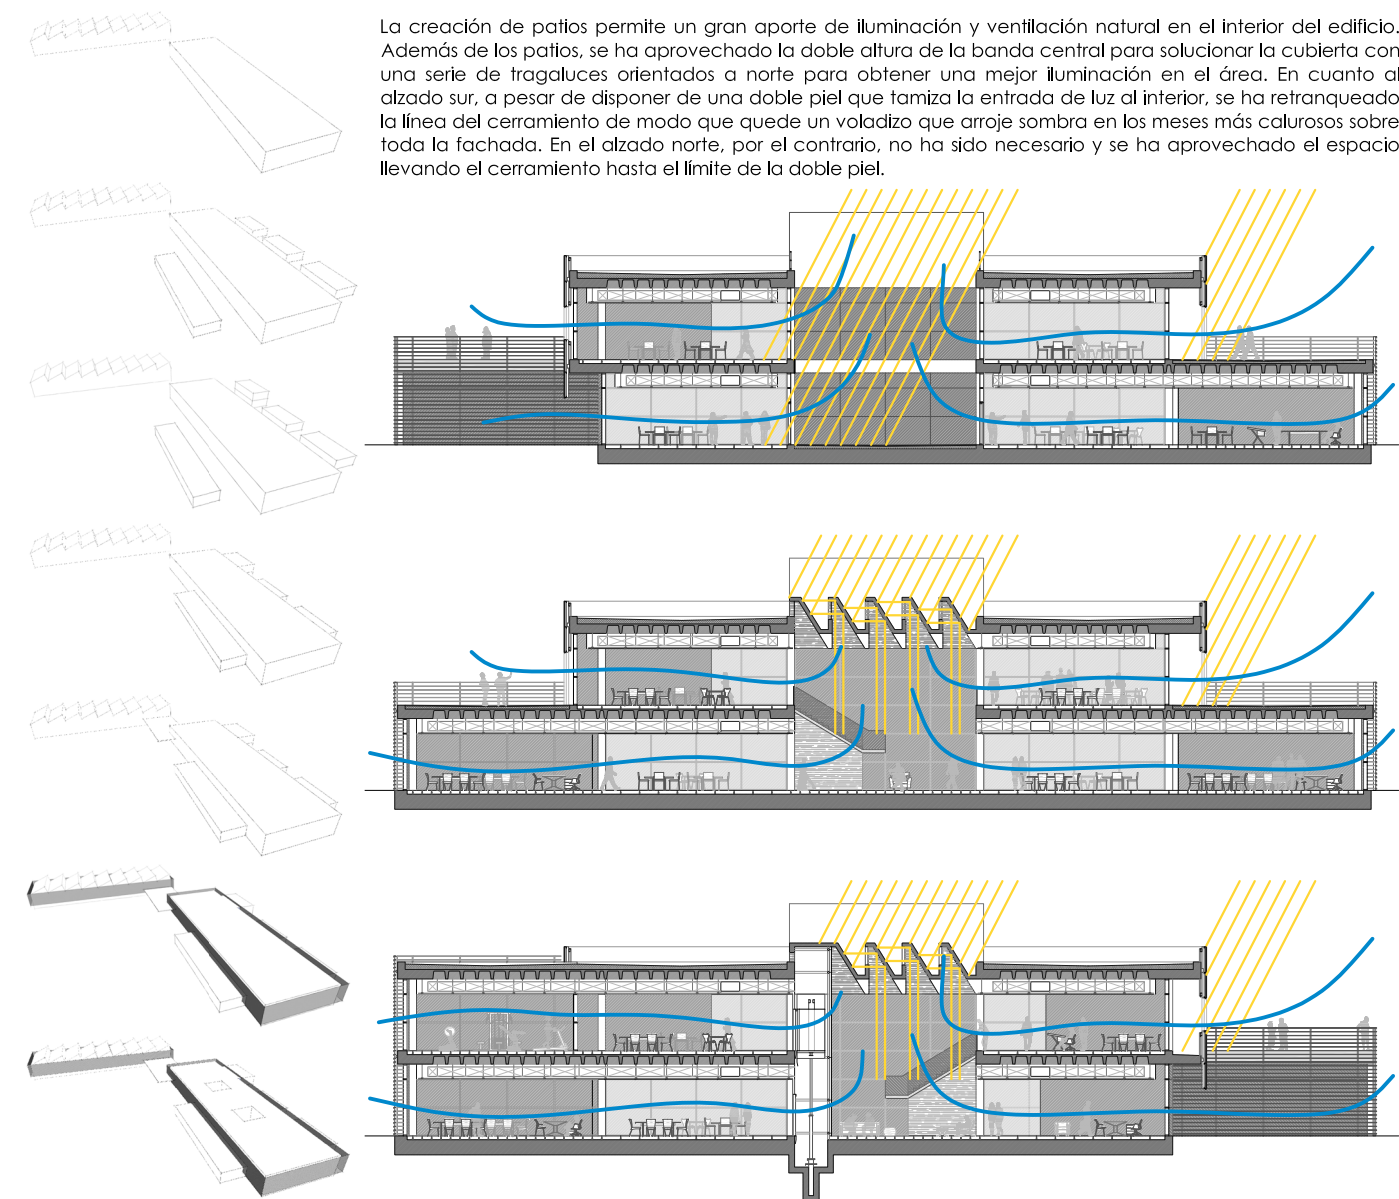 La creación de patios permite un gran aporte de iluminación y ventilación natural en el interior del edificio.
Además de los patios, se ha aprovechado la doble altura de la banda central para solucionar la cubierta con
una serie de tragaluces orientados a norte para obtener una mejor iluminación en el área. En cuanto al
alzado sur, a pesar de disponer de una doble piel que tamiza la entrada de luz al interior, se ha retranqueado
la línea del cerramiento de modo que quede un voladizo que arroje sombra en los meses más calurosos sobre
toda la fachada. En el alzado norte, por el contrario, no ha sido necesario y se ha aprovechado el espacio
llevando el cerramiento hasta el límite de la doble piel.